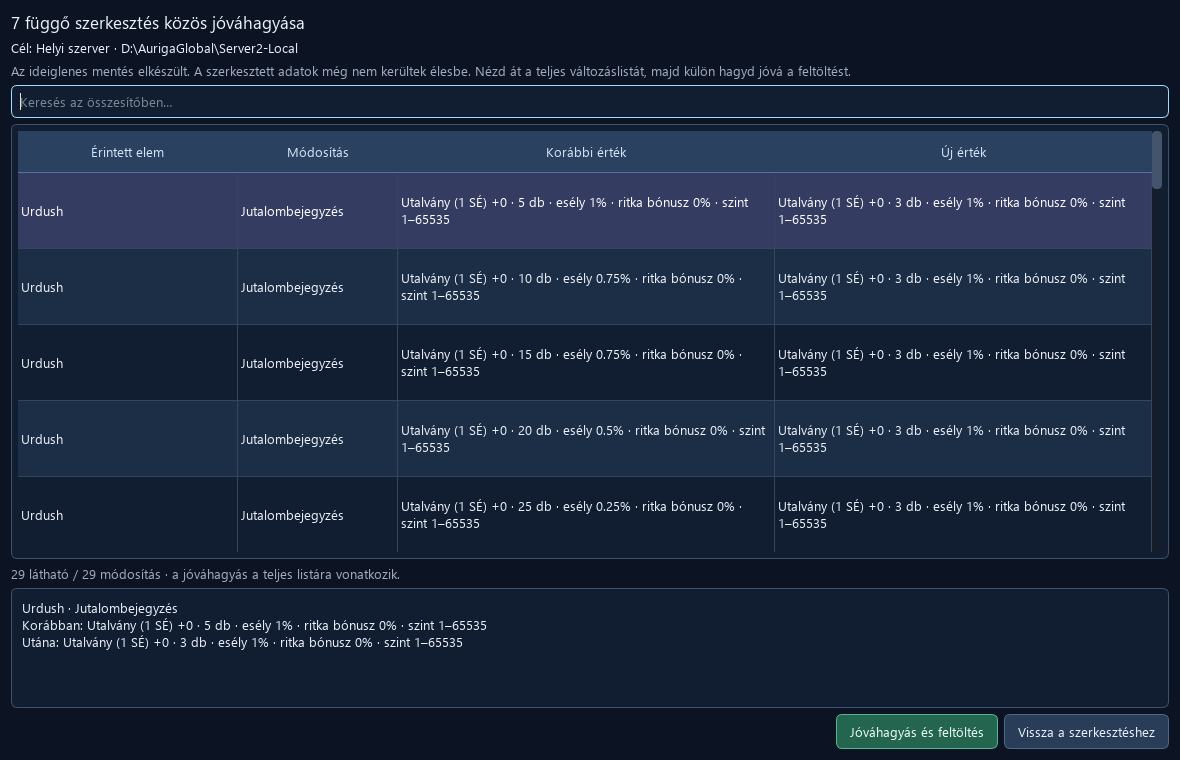 7 függő szerkesztés közös jóváhagyása
Cél: Helyi szerver · D:\AurigaGlobal\Server2-Local
Az ideiglenes mentés elkészült. A szerkesztett adatok még nem kerültek élesbe. Nézd át a teljes változáslistát, majd külön hagyd jóvá a feltöltést.
Keresés az összesítőben...
Érintett elem Módosítás Korábbi érték Új érték
Urdush Jutalombejegyzés Utalvány (1 SÉ) +0 · 5 db · esély 1% · ritka bónusz 0% · szint 1–65535 Utalvány (1 SÉ) +0 · 3 db · esély 1% · ritka bónusz 0% · szint 1–65535
Urdush Jutalombejegyzés Utalvány (1 SÉ) +0 · 10 db · esély 0.75% · ritka bónusz 0% · szint 1–65535 Utalvány (1 SÉ) +0 · 3 db · esély 1% · ritka bónusz 0% · szint 1–65535
Urdush Jutalombejegyzés Utalvány (1 SÉ) +0 · 15 db · esély 0.75% · ritka bónusz 0% · szint 1–65535 Utalvány (1 SÉ) +0 · 3 db · esély 1% · ritka bónusz 0% · szint 1–65535
Urdush Jutalombejegyzés Utalvány (1 SÉ) +0 · 20 db · esély 0.5% · ritka bónusz 0% · szint 1–65535 Utalvány (1 SÉ) +0 · 3 db · esély 1% · ritka bónusz 0% · szint 1–65535
Urdush Jutalombejegyzés Utalvány (1 SÉ) +0 · 25 db · esély 0.25% · ritka bónusz 0% · szint 1–65535 Utalvány (1 SÉ) +0 · 3 db · esély 1% · ritka bónusz 0% · szint 1–65535
29 látható / 29 módosítás · a jóváhagyás a teljes listára vonatkozik.
Urdush · Jutalombejegyzés
Korábban: Utalvány (1 SÉ) +0 · 5 db · esély 1% · ritka bónusz 0% · szint 1–65535
Utána: Utalvány (1 SÉ) +0 · 3 db · esély 1% · ritka bónusz 0% · szint 1–65535
Jóváhagyás és feltöltés Vissza a szerkesztéshez